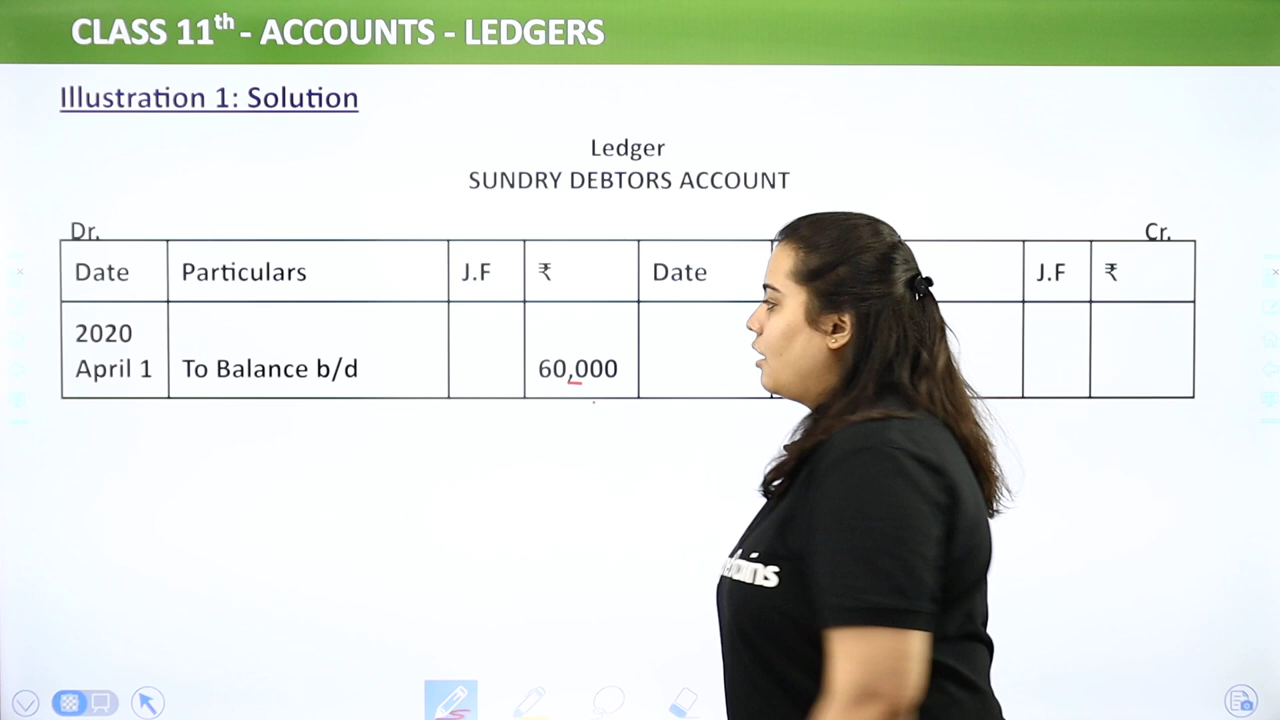 CLASS 11th - ACCOUNTS - LEDGERS
Illustration 1: Solution
Ledger
SUNDRY DEBTORS ACCOUNT
Dr. Cr.
Date Particulars J.F ₹ Date J.F ₹
2020
April 1 To Balance b/d 60,000